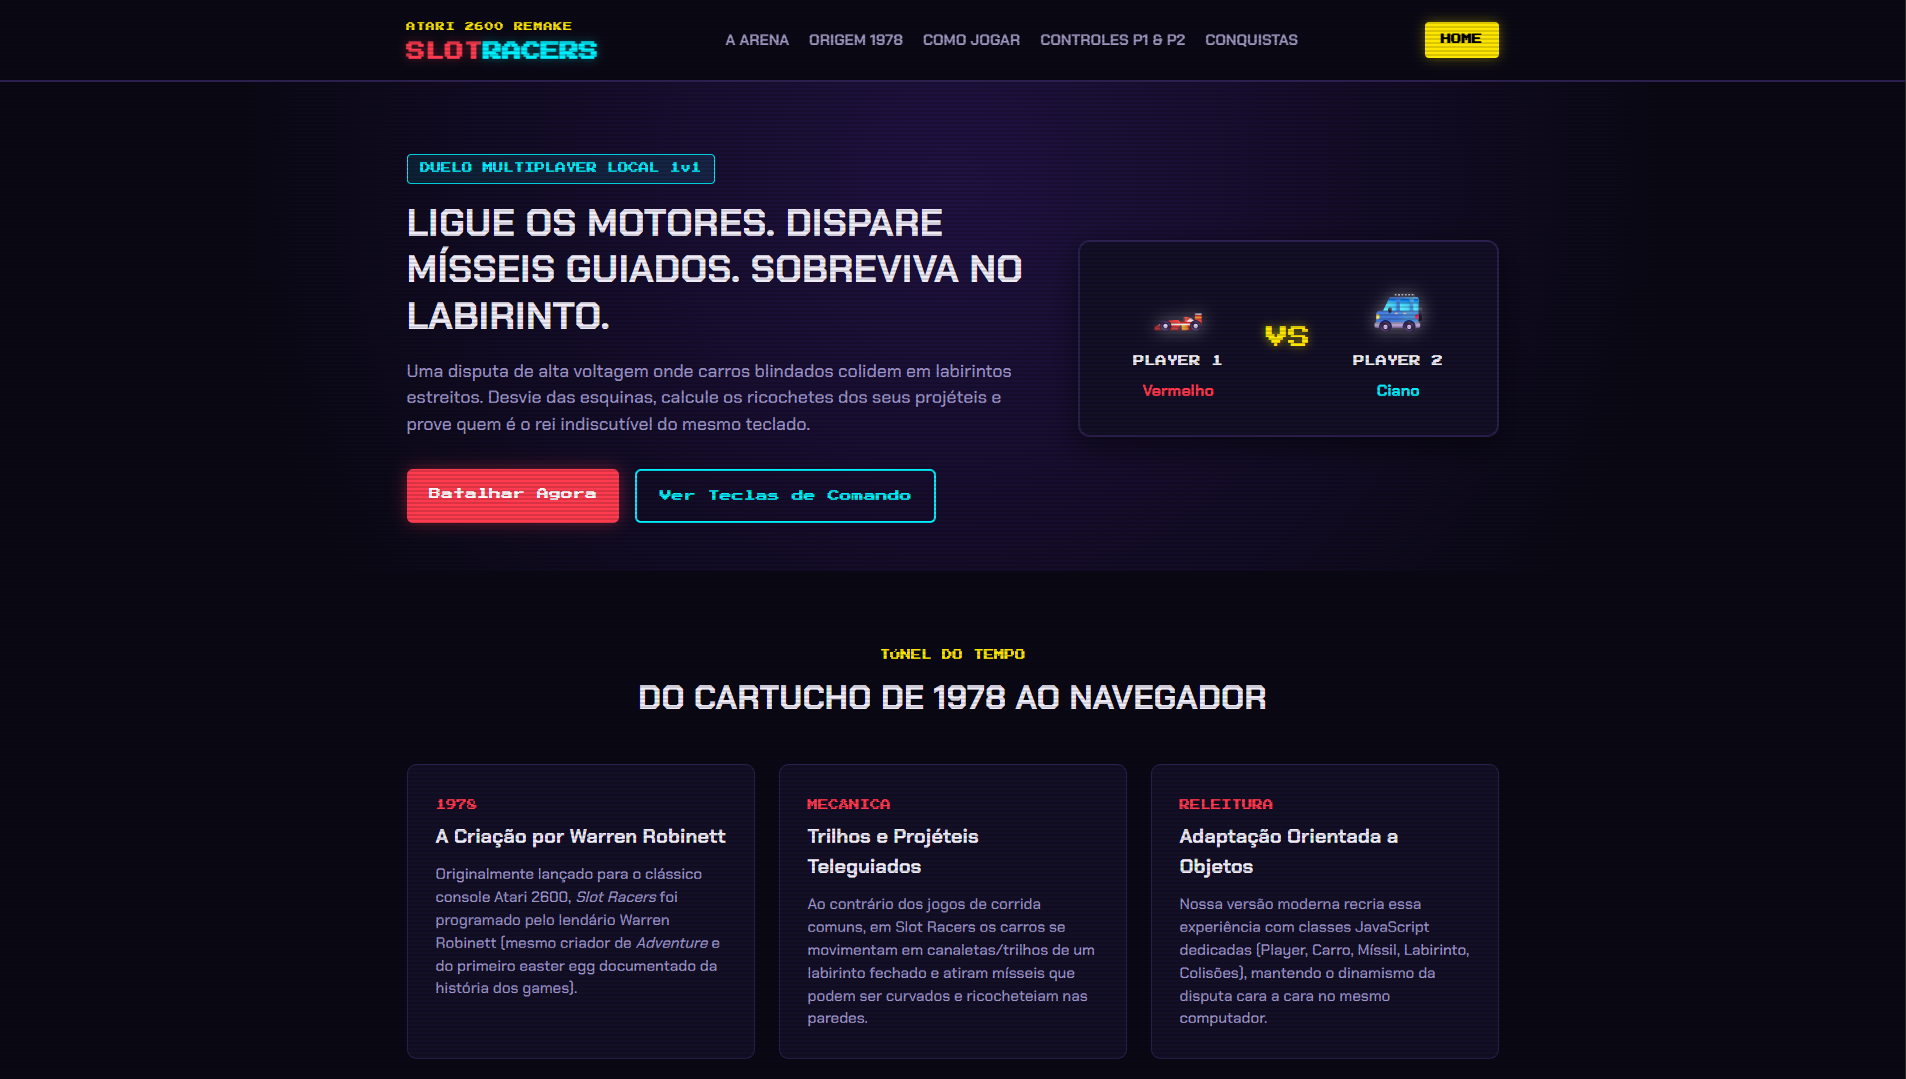 ATARI 2600 REMAKE
SLOTRACERS
A ARENA
ORIGEM 1978
COMO JOGAR
CONTROLES P1 & P2
CONQUISTAS
HOME
DUELO MULTIPLAYER LOCAL 1v1
LIGUE OS MOTORES. DISPARE
MÍSSEIS GUIADOS. SOBREVIVA NO
LABIRINTO.
Uma disputa de alta voltagem onde carros blindados colidem em labirintos
estreitos. Desvie das esquinas, calcule os ricochetes dos seus projéteis e
prove quem é o rei indiscutível do mesmo teclado.
Batalhar Agora
Ver Teclas de Comando
PLAYER 1
Vermelho
VS
PLAYER 2
Ciano
TÚNEL DO TEMPO
DO CARTUCHO DE 1978 AO NAVEGADOR
1978
A Criação por Warren Robinett
Originalmente lançado para o clássico
console Atari 2600, Slot Racers foi
programado pelo lendário Warren
Robinett (mesmo criador de Adventure e
do primeiro easter egg documentado da
história dos games).
MECÂNICA
Trilhos e Projéteis
Teleguiados
Ao contrário dos jogos de corrida
comuns, em Slot Racers os carros se
movimentam em canaletas/trilhos de um
labirinto fechado e atiram mísseis que
podem ser curvados e ricocheteiam nas
paredes.
RELEITURA
Adaptação Orientada a
Objetos
Nossa versão moderna recria essa
experiência com classes JavaScript
dedicadas (Player, Carro, Míssil, Labirinto,
Colisões), mantendo o dinamismo da
disputa cara a cara no mesmo
computador.